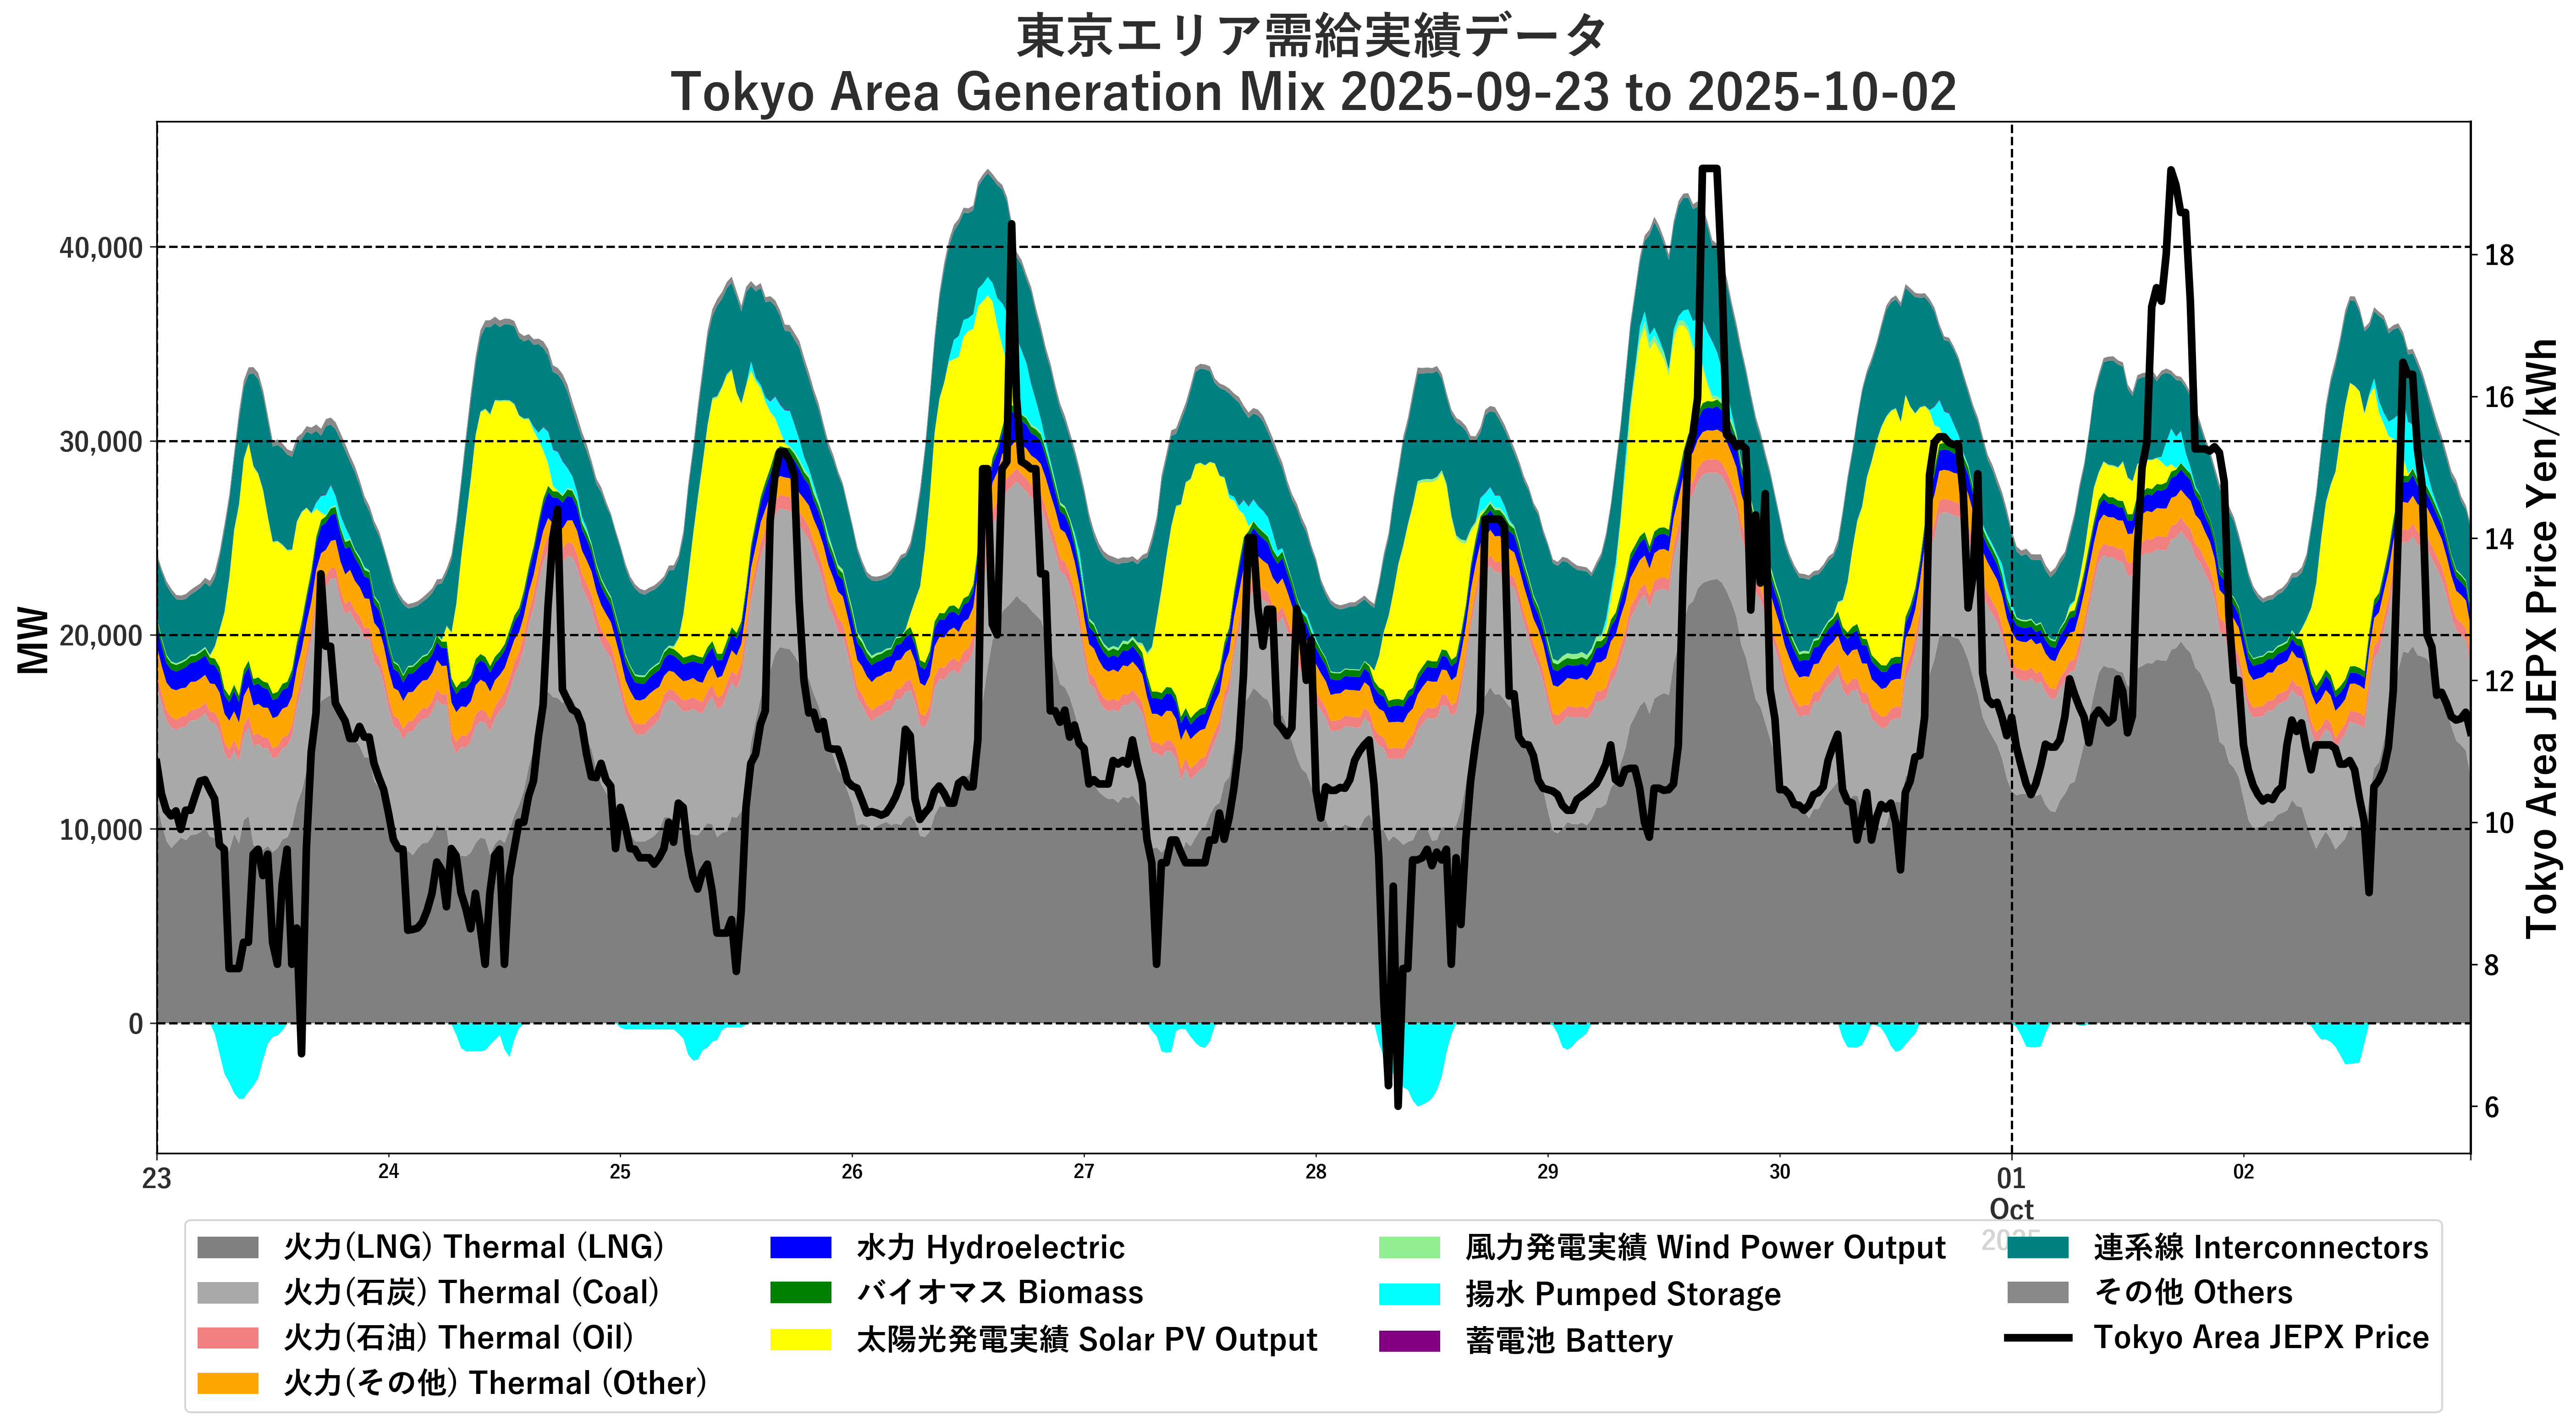 東京エリア需給実績データ
Tokyo Area Generation Mix 2025-09-23 to 2025-10-02
MW
40,000
30,000
20,000
10,000
0
18
16
14
12
10
8
6
Tokyo Area JEPX Price Yen/kWh
23
24
25
26
27
28
29
30
01
02
Oct
2025
火力(LNG) Thermal (LNG)
火力(石炭) Thermal (Coal)
火力(石油) Thermal (Oil)
火力(その他) Thermal (Other)
水力 Hydroelectric
バイオマス Biomass
太陽光発電実績 Solar PV Output
風力発電実績 Wind Power Output
揚水 Pumped Storage
蓄電池 Battery
連系線 Interconnectors
その他 Others
Tokyo Area JEPX Price